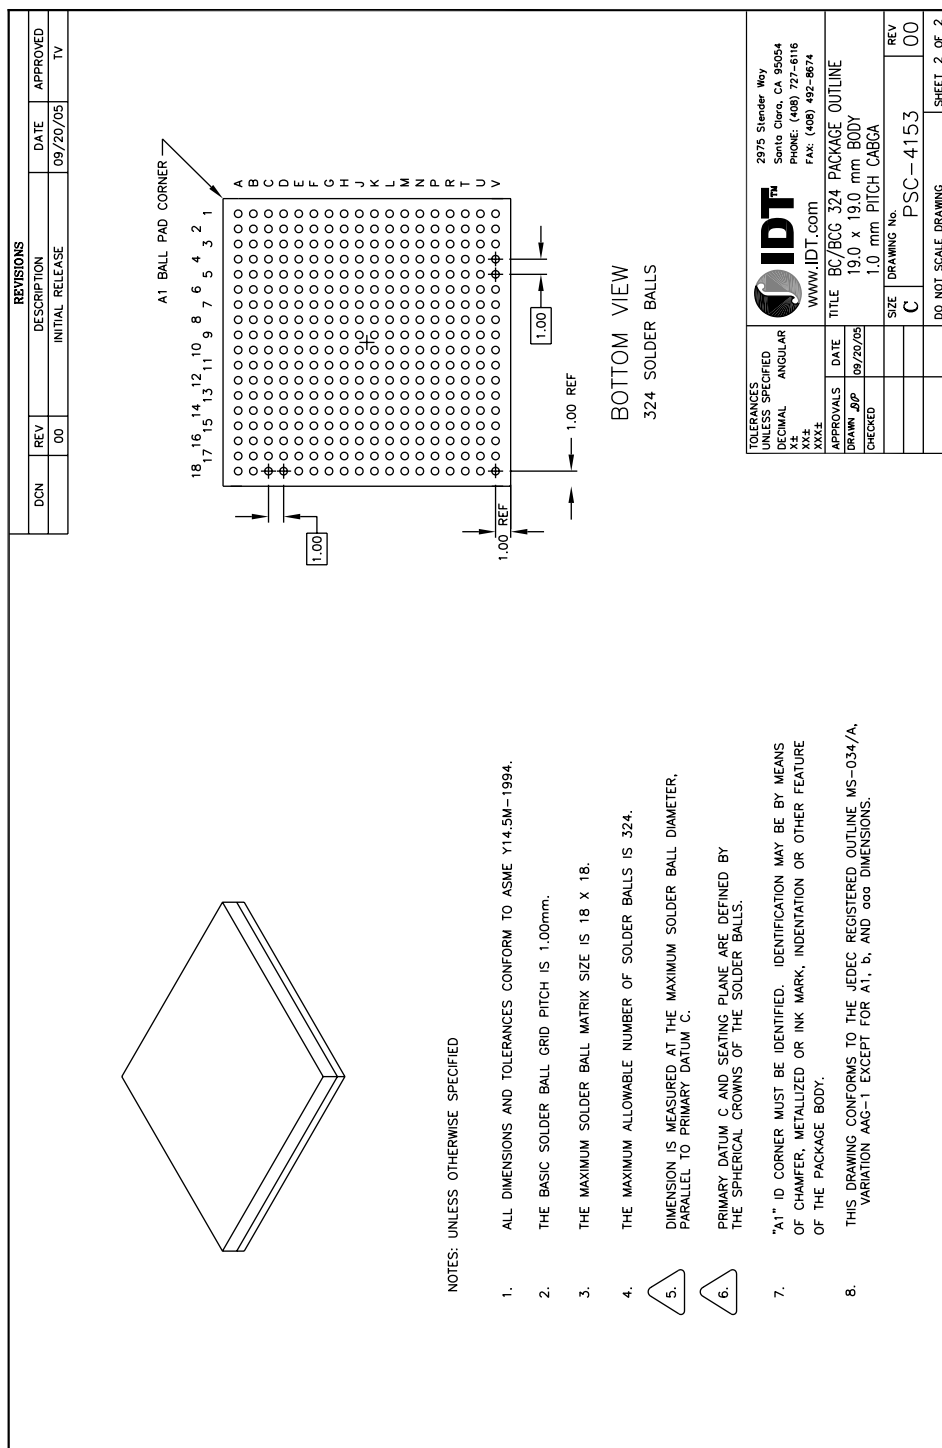 REVISIONS
DCN REV DESCRIPTION DATE APPROVED
00 INITIAL RELEASE 09/20/05 TV
A1 BALL PAD CORNER
18 17 16 15 14 13 12 11 10 9 8 7 6 5 4 3 2 1
A
B
C
D
E
F
G
H
J
K
L
M
N
P
R
T
U
V
1.00
1.00 REF
1.00
1.00 REF
BOTTOM VIEW
324 SOLDER BALLS
NOTES: UNLESS OTHERWISE SPECIFIED
1. ALL DIMENSIONS AND TOLERANCES CONFORM TO ASME Y14.5M-1994.
2. THE BASIC SOLDER BALL GRID PITCH IS 1.00mm.
3. THE MAXIMUM SOLDER BALL MATRIX SIZE IS 18 X 18.
4. THE MAXIMUM ALLOWABLE NUMBER OF SOLDER BALLS IS 324.
5. DIMENSION IS MEASURED AT THE MAXIMUM SOLDER BALL DIAMETER,
PARALLEL TO PRIMARY DATUM C.
6. PRIMARY DATUM C AND SEATING PLANE ARE DEFINED BY
THE SPHERICAL CROWNS OF THE SOLDER BALLS.
7. "A1" ID CORNER MUST BE IDENTIFIED. IDENTIFICATION MAY BE BY MEANS
OF CHAMFER, METALLIZED OR INK MARK, INDENTATION OR OTHER FEATURE
OF THE PACKAGE BODY.
8. THIS DRAWING CONFORMS TO THE JEDEC REGISTERED OUTLINE MS-034/A,
VARIATION AAG-1 EXCEPT FOR A1, b, AND aaa DIMENSIONS.
TOLERANCES
UNLESS SPECIFIED
DECIMAL ANGULAR
X±
XX±
XXX±
APPROVALS DATE
DRAWN 09/20/05
CHECKED
IDT™
www.IDT.com
2975 Stender Way
Santa Clara, CA 95054
PHONE: (408) 727-6116
FAX: (408) 492-8674
TITLE BC/BCG 324 PACKAGE OUTLINE
19.0 x 19.0 mm BODY
1.0 mm PITCH CABGA
SIZE DRAWING No. REV
C PSC-4153 00
DO NOT SCALE DRAWING SHEET 2 OF 2